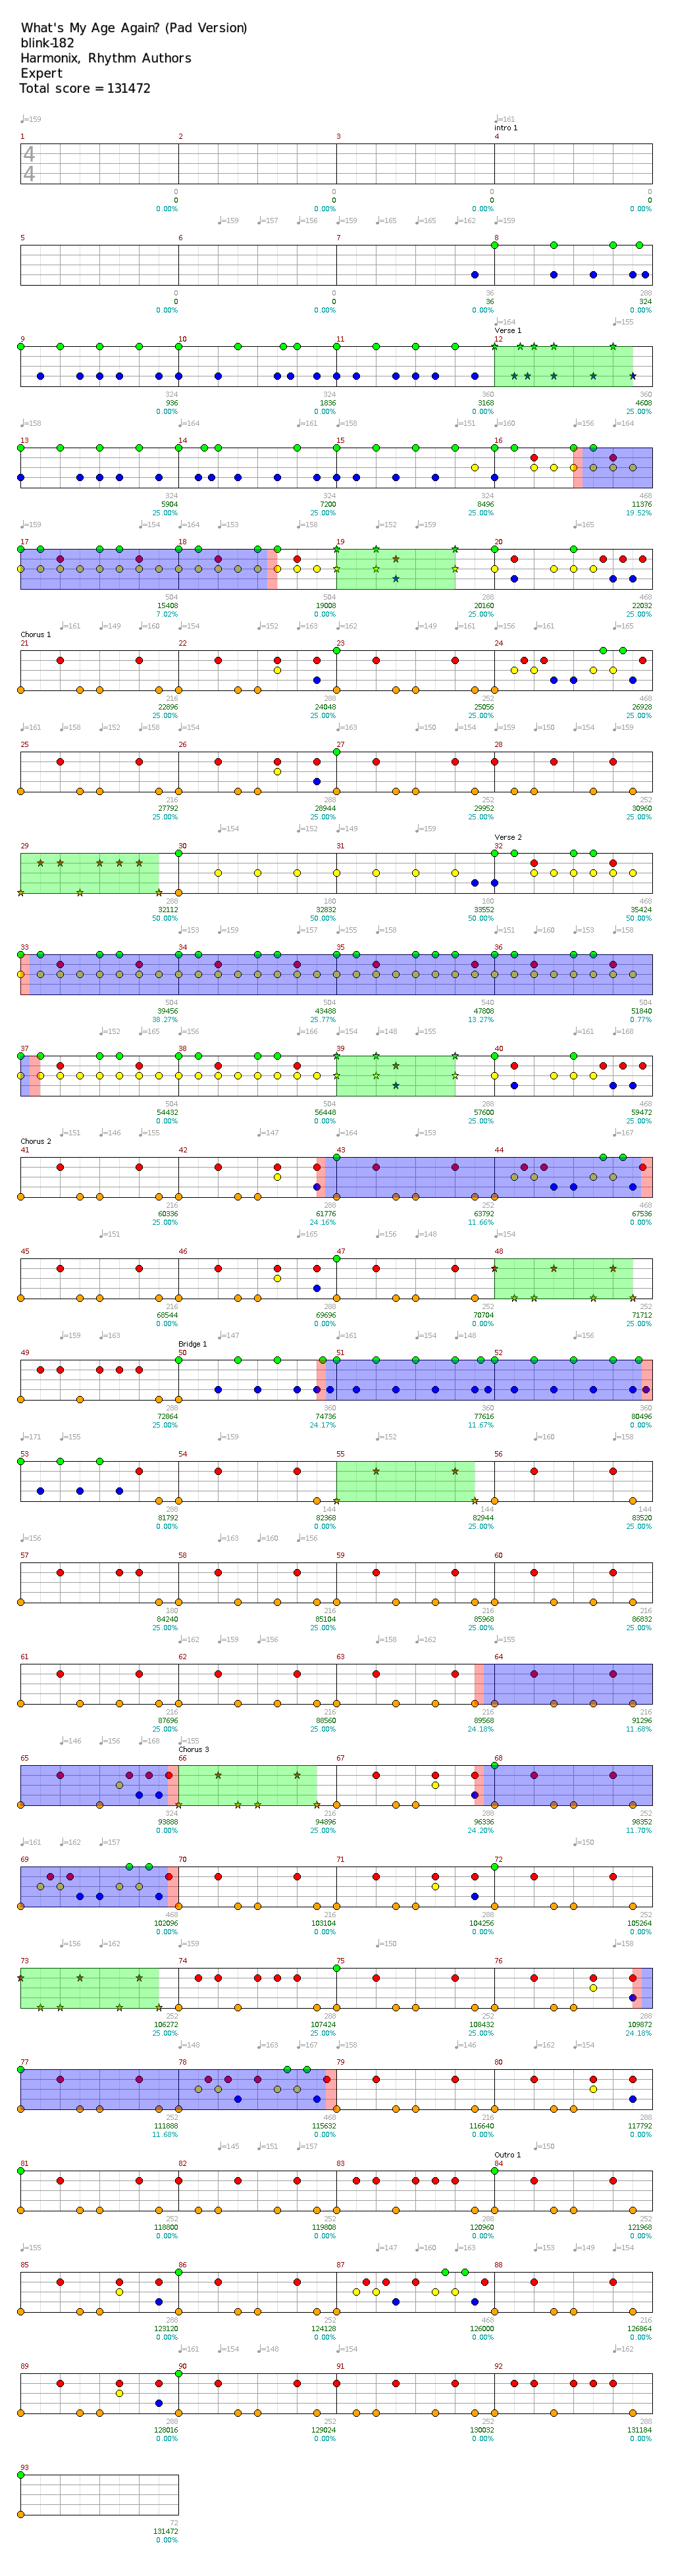 What's My Age Again? (Pad Version)
blink-182
Harmonix, Rhythm Authors
Expert
Total score = 131472
♩=159 ♩=161
intro 1
1 2 3 4
4
4
0 0 0 0
0 0 0 0
0.00% 0.00% 0.00% 0.00%
♩=159 ♩=157 ♩=156 ♩=159 ♩=165 ♩=165 ♩=162 ♩=159
5 6 7 8
0 0 36 288
0 0 36 324
0.00% 0.00% 0.00% 0.00%
♩=164 ♩=155
Verse 1
9 10 11 12
324 324 360 360
936 1836 3168 4608
0.00% 0.00% 0.00% 25.00%
♩=158 ♩=160 ♩=161 ♩=158 ♩=151 ♩=163 ♩=156 ♩=164
13 14 15 16
324 324 324 468
5904 7200 8496 11376
25.00% 25.00% 25.00% 19.52%
♩=159 ♩=154 ♩=164 ♩=163 ♩=158 ♩=152 ♩=159 ♩=165
17 18 19 20
504 504 288 468
15408 19008 20160 22032
7.02% 0.00% 25.00% 25.00%
♩=161 ♩=149 ♩=160 ♩=154 ♩=152 ♩=163 ♩=162 ♩=161 ♩=149 ♩=156 ♩=165
Chorus 1
21 22 23 24
216 288 252 468
22896 24048 25056 26928
25.00% 25.00% 25.00% 25.00%
♩=161 ♩=158 ♩=152 ♩=158 ♩=154 ♩=163 ♩=150 ♩=159 ♩=150 ♩=154 ♩=159
25 26 27 28
216 288 252 252
27792 28944 29952 30960
25.00% 25.00% 25.00% 25.00%
♩=154 ♩=152 ♩=149 ♩=159
Verse 2
29 30 31 32
288 180 180 468
32112 32832 33552 35424
50.00% 50.00% 50.00% 50.00%
♩=153 ♩=159 ♩=157 ♩=155 ♩=151 ♩=160 ♩=163 ♩=158
33 34 35 36
504 504 540 504
39456 43488 47808 51840
38.27% 25.77% 13.27% 0.77%
♩=152 ♩=165 ♩=156 ♩=166 ♩=152 ♩=148 ♩=155 ♩=161 ♩=168
37 38 39 40
504 504 288 468
54432 56448 57600 59472
0.00% 0.00% 25.00% 25.00%
♩=151 ♩=146 ♩=155 ♩=147 ♩=164 ♩=153 ♩=167
Chorus 2
41 42 43 44
216 288 252 468
60336 61776 63792 67536
25.00% 24.16% 11.66% 0.00%
♩=151 ♩=165 ♩=156 ♩=148 ♩=154
45 46 47 48
216 288 252 252
68544 69696 70704 71712
0.00% 0.00% 0.00% 25.00%
♩=159 ♩=163 ♩=147 ♩=161 ♩=154 ♩=148 ♩=156
Bridge 1
49 50 51 52
288 360 360 360
72864 74736 77616 80496
25.00% 24.17% 11.67% 0.00%
♩=171 ♩=155 ♩=159 ♩=152 ♩=160 ♩=158
53 54 55 56
288 144 144 144
81792 82368 82944 83520
0.00% 0.00% 25.00% 25.00%
♩=156 ♩=163 ♩=160 ♩=156
57 58 59 60
180 216 216 216
84240 85104 85968 86832
25.00% 25.00% 25.00% 25.00%
♩=162 ♩=159 ♩=156 ♩=158 ♩=162 ♩=155
61 62 63 64
216 216 216 216
87696 88560 89568 91296
25.00% 25.00% 24.18% 11.68%
♩=146 ♩=156 ♩=168 ♩=155
Chorus 3
65 66 67 68
324 216 288 252
93888 94896 96336 98352
0.00% 25.00% 24.20% 11.70%
♩=161 ♩=162 ♩=157 ♩=150
69 70 71 72
468 216 288 252
102096 103104 104256 105264
0.00% 0.00% 0.00% 0.00%
♩=156 ♩=162 ♩=159 ♩=150 ♩=158
73 74 75 76
252 288 252 288
106272 107424 108432 109872
25.00% 25.00% 25.00% 24.18%
♩=148 ♩=163 ♩=167 ♩=158 ♩=146 ♩=162 ♩=154
77 78 79 80
252 468 216 288
111888 115632 116640 117792
11.68% 0.00% 0.00% 0.00%
♩=145 ♩=151 ♩=157 ♩=150
Outro 1
81 82 83 84
252 252 288 252
118800 119808 120960 121968
0.00% 0.00% 0.00% 0.00%
♩=155 ♩=147 ♩=160 ♩=163 ♩=153 ♩=149 ♩=154
85 86 87 88
288 252 468 216
123120 124128 126000 126864
0.00% 0.00% 0.00% 0.00%
♩=161 ♩=154 ♩=148 ♩=154 ♩=162
89 90 91 92
288 252 252 288
128016 129024 130032 131184
0.00% 0.00% 0.00% 0.00%
93
72
131472
0.00%